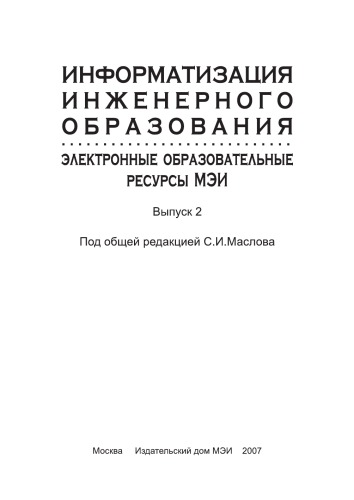 ИНФОРМАТИЗАЦИЯ
ИНЖЕНЕРНОГО
ОБРАЗОВАНИЯ
ЭЛЕКТРОННЫЕ ОБРАЗОВАТЕЛЬНЫЕ
РЕСУРСЫ МЭИ
Выпуск 2
Под общей редакцией С.И.Маслова
Москва Издательский дом МЭИ 2007